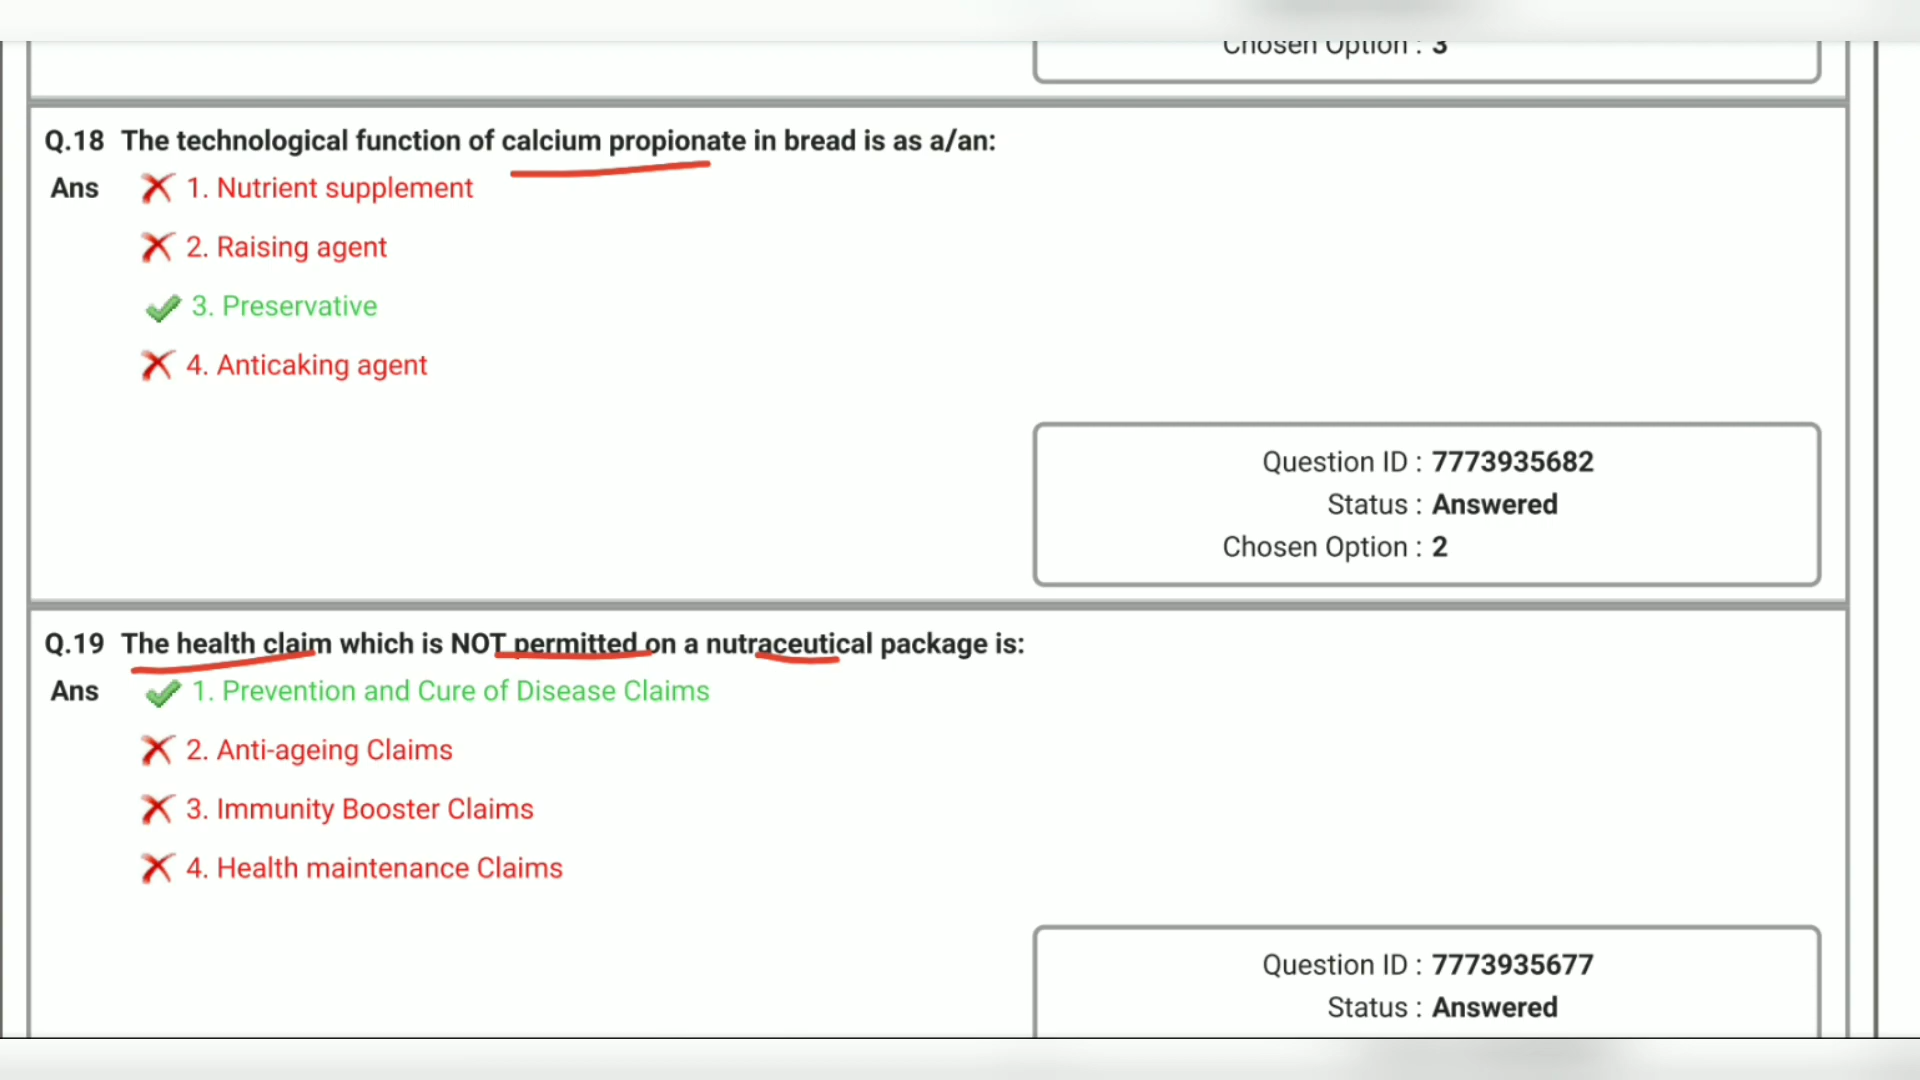 Chosen Option : 3
Q.18 The technological function of calcium propionate in bread is as a/an:
Ans 1. Nutrient supplement
2. Raising agent
3. Preservative
4. Anticaking agent
Question ID : 7773935682
Status : Answered
Chosen Option : 2
Q.19 The health claim which is NOT permitted on a nutraceutical package is:
Ans 1. Prevention and Cure of Disease Claims
2. Anti-ageing Claims
3. Immunity Booster Claims
4. Health maintenance Claims
Question ID : 7773935677
Status : Answered